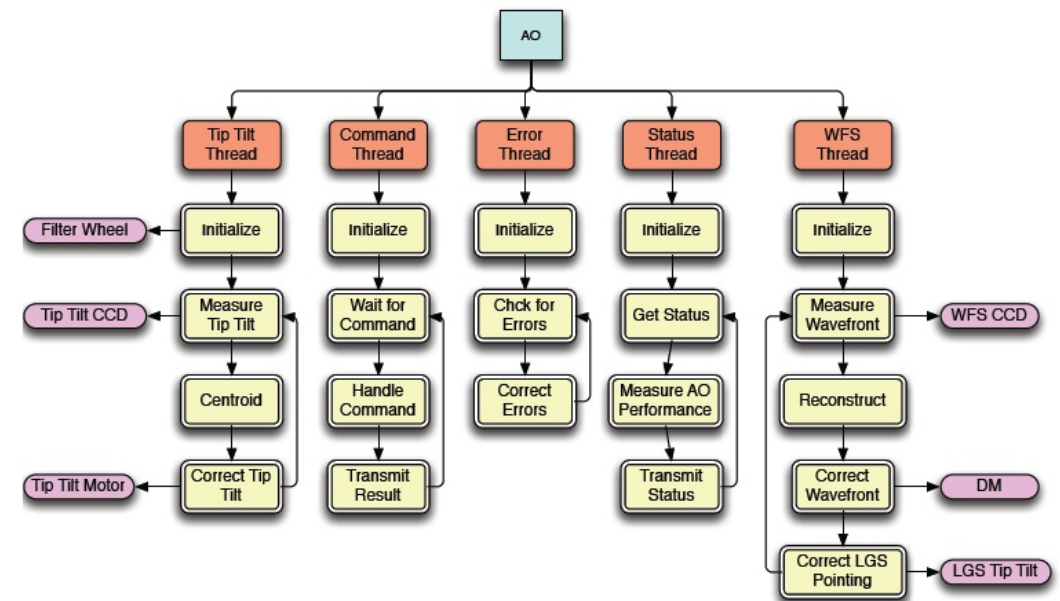 AO
Tip Tilt
Thread
Command
Thread
Error
Thread
Status
Thread
WFS
Thread
Filter Wheel
Initialize
Initialize
Initialize
Initialize
Initialize
Tip Tilt CCD
Measure
Tip Tilt
Wait for
Command
Chck for
Errors
Get Status
Measure
Wavefront
WFS CCD
Centroid
Handle
Command
Correct
Errors
Measure AO
Performance
Reconstruct
Tip Tilt Motor
Correct Tip
Tilt
Transmit
Result
Transmit
Status
Correct
Wavefront
DM
Correct LGS
Pointing
LGS Tip Tilt